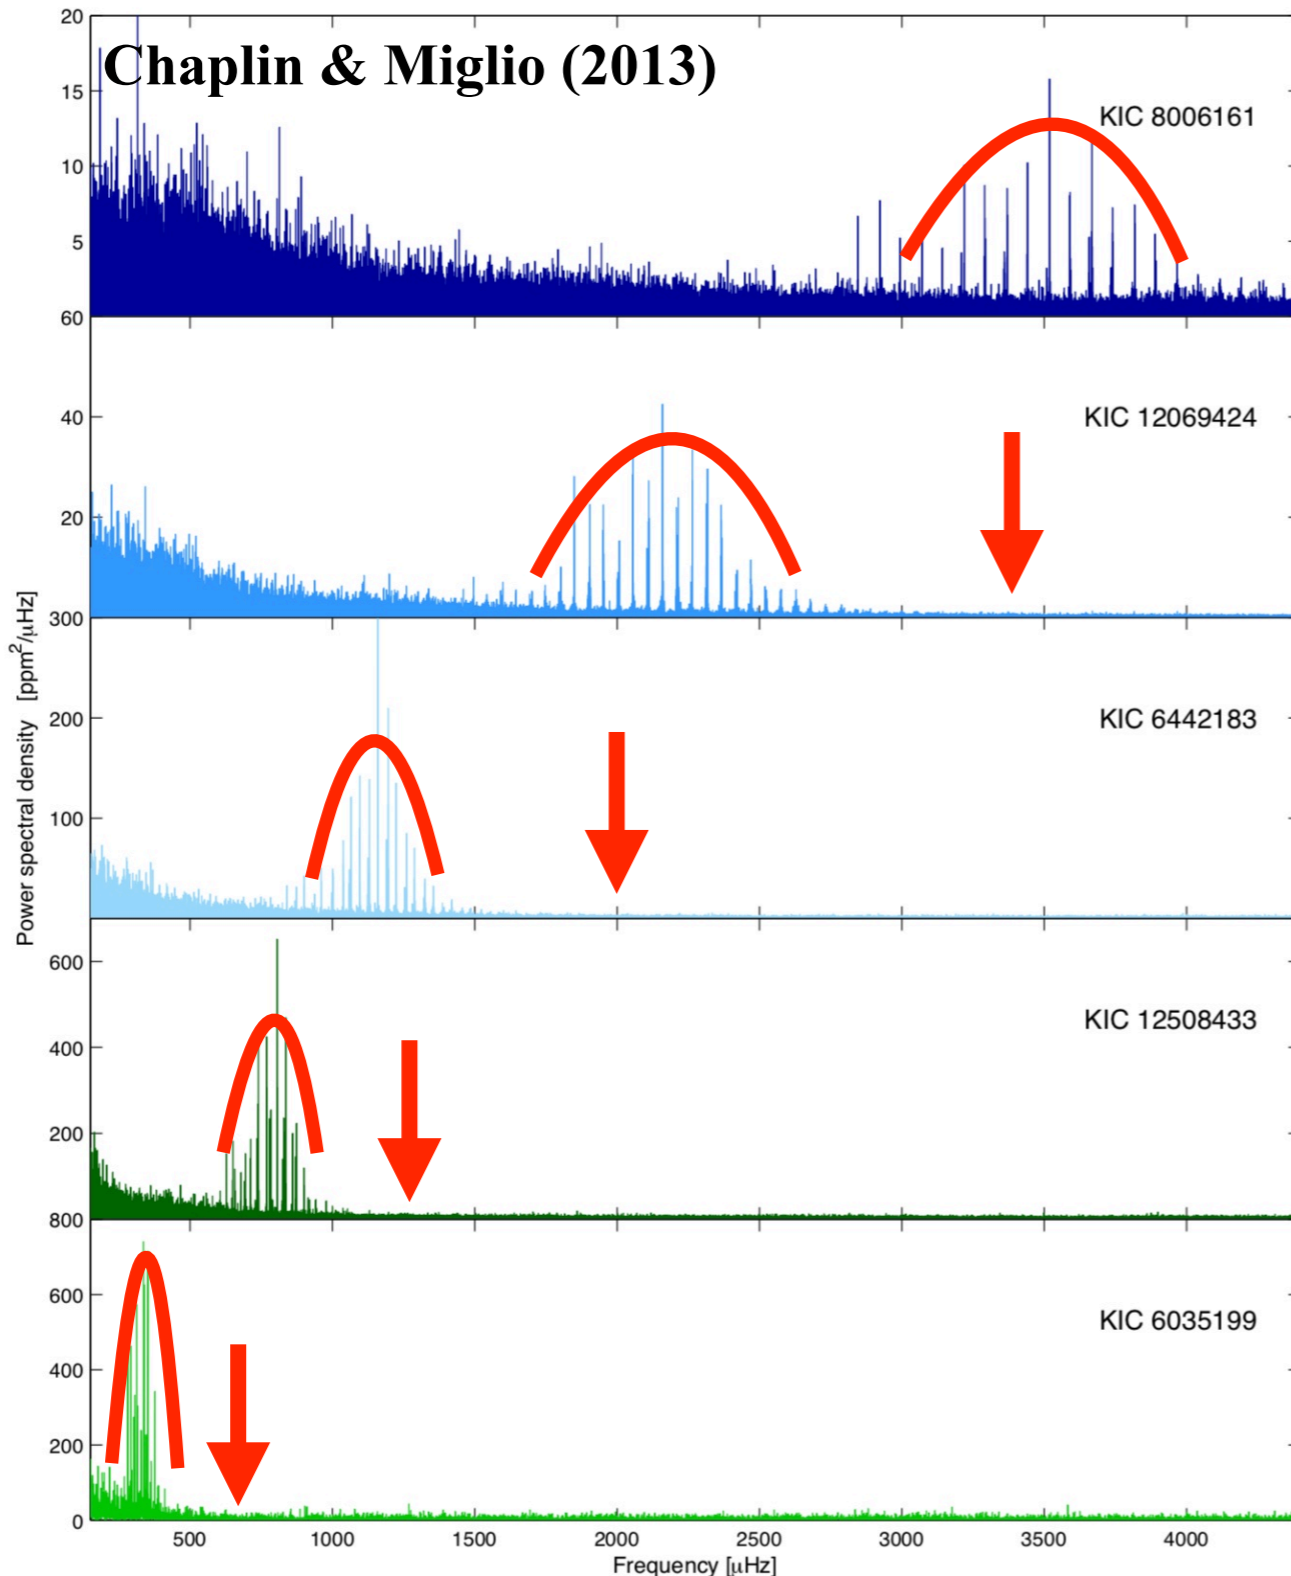 Chaplin & Miglio (2013)
20
15
10
5
KIC 8006161
60
40
20
KIC 12069424
300
200
100
KIC 6442183
600
400
200
KIC 12508433
800
600
400
200
0
KIC 6035199
Power spectral density [ppm²/μHz]
500 1000 1500 2000 2500 3000 3500 4000
Frequency [μHz]